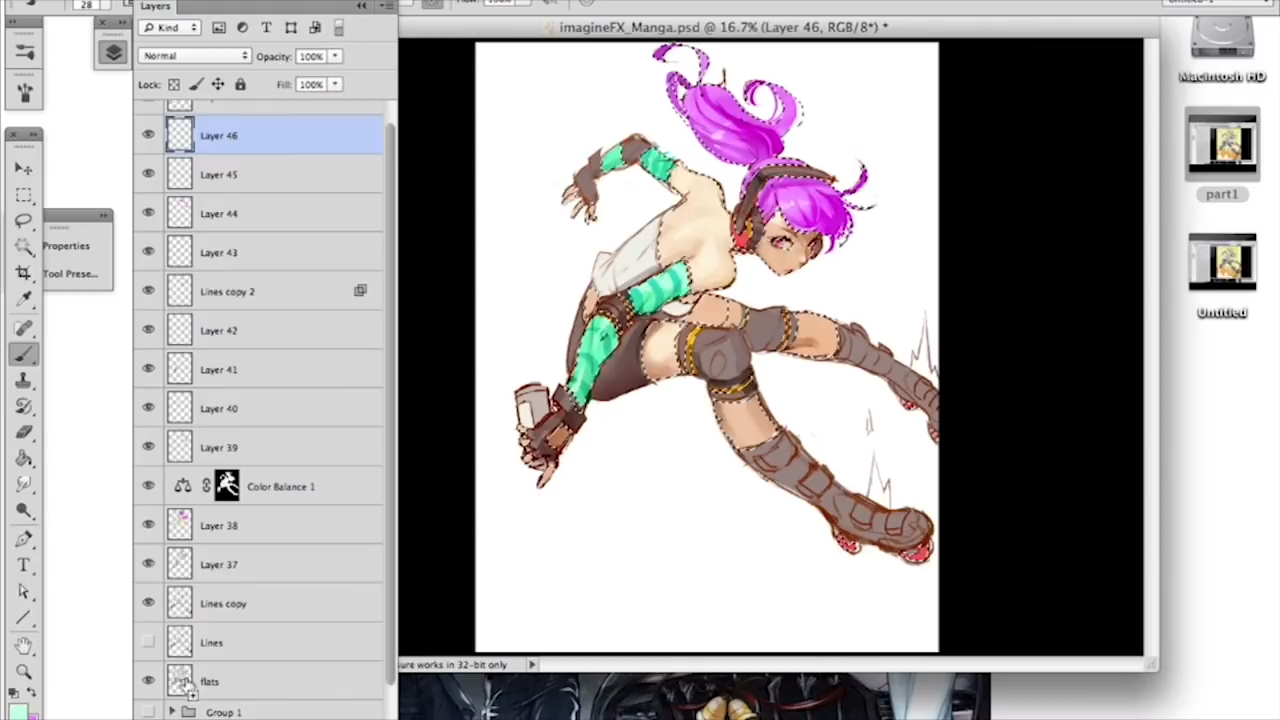 28
Layers
imagineFX_Manga.psd @ 16.7% (Layer 46, RGB/8*) *
Kind
Normal
Opacity: 100%
Lock:
Fill: 100%
Macintosh HD
Layer 46
Layer 45
part1
Layer 44
Properties
Layer 43
Tool Prese...
Lines copy 2
Untitled
Layer 42
Layer 41
Layer 40
Layer 39
Color Balance 1
Layer 38
Layer 37
Lines copy
Lines
sure works in 32-bit only
flats
Group 1